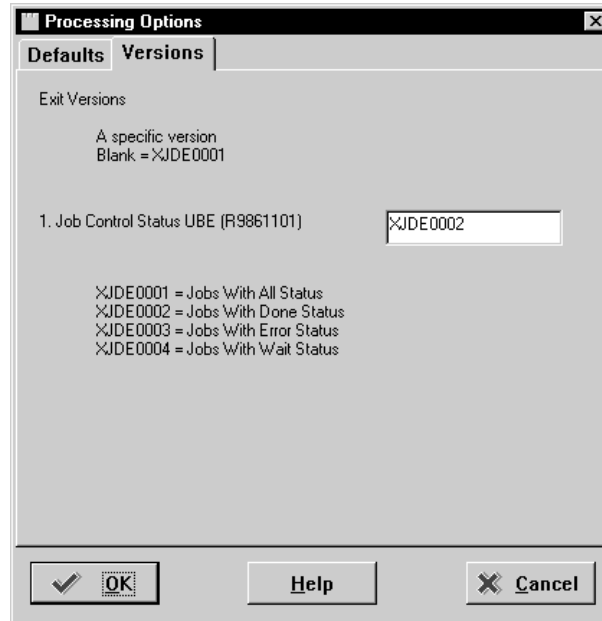 Processing Options
Defaults Versions
Exit Versions
A specific version
Blank = XJDE0001
1. Job Control Status UBE (R9861101) XJDE0002
XJDE0001 = Jobs With All Status
XJDE0002 = Jobs With Done Status
XJDE0003 = Jobs With Error Status
XJDE0004 = Jobs With Wait Status
OK Help Cancel